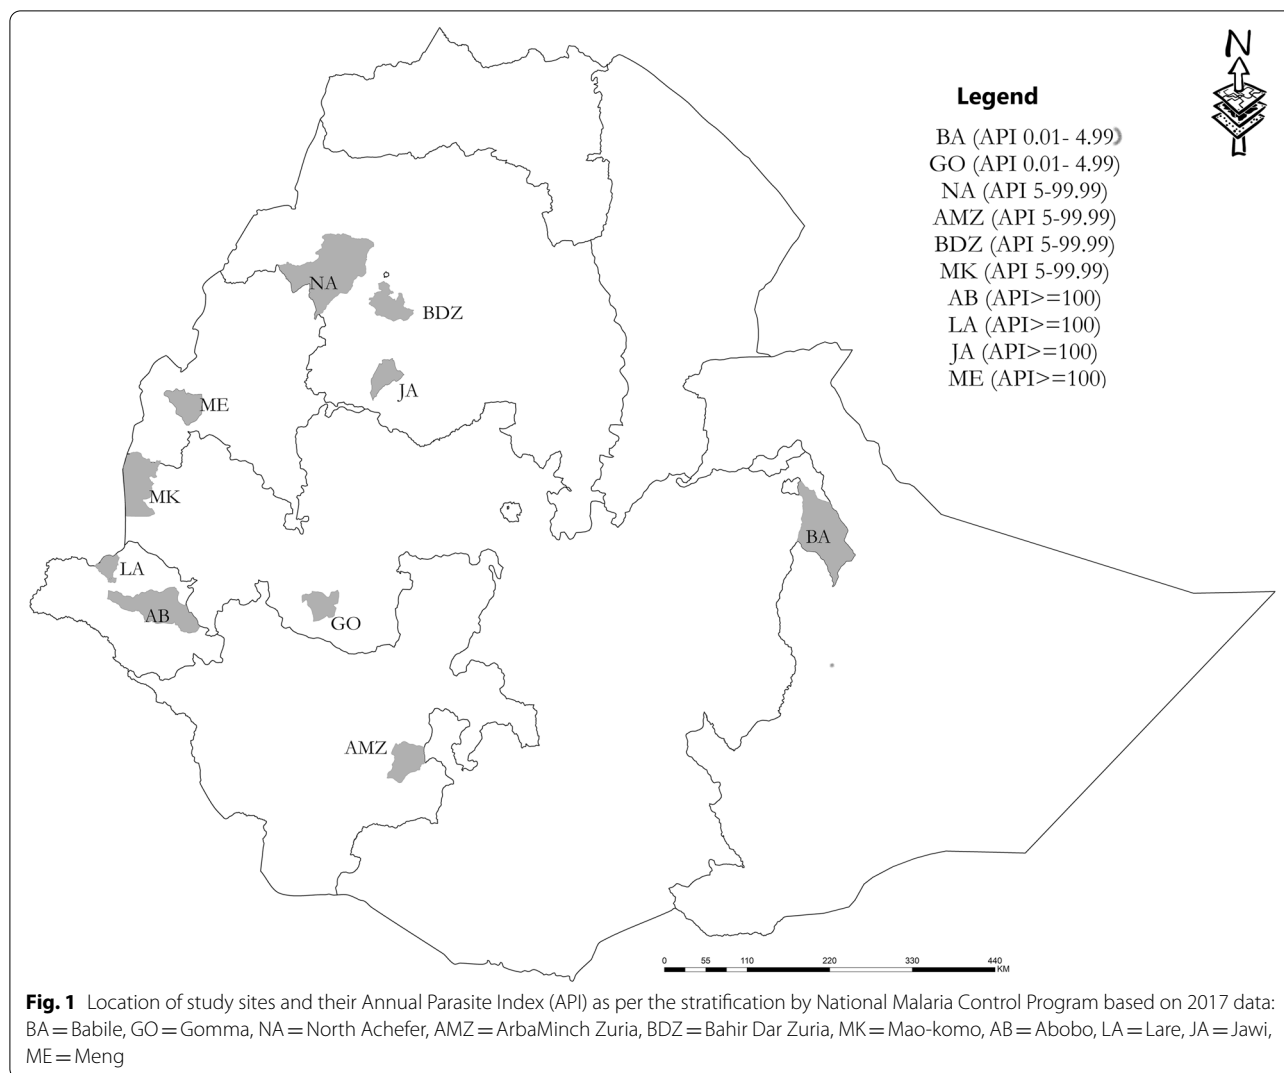 N
Legend
BA (API 0.01- 4.99)
GO (API 0.01- 4.99)
NA (API 5-99.99)
AMZ (API 5-99.99)
BDZ (API 5-99.99)
MK (API 5-99.99)
AB (API>=100)
LA (API>=100)
JA (API>=100)
ME (API>=100)
NA
BDZ
JA
ME
MK
BA
LA
AB
GO
AMZ
0 55 110 220 330 440
KM
Fig. 1 Location of study sites and their Annual Parasite Index (API) as per the stratification by National Malaria Control Program based on 2017 data:
BA = Babile, GO = Gomma, NA = North Achefer, AMZ = ArbaMinch Zuria, BDZ = Bahir Dar Zuria, MK = Mao-komo, AB = Abobo, LA = Lare, JA = Jawi,
ME = Meng